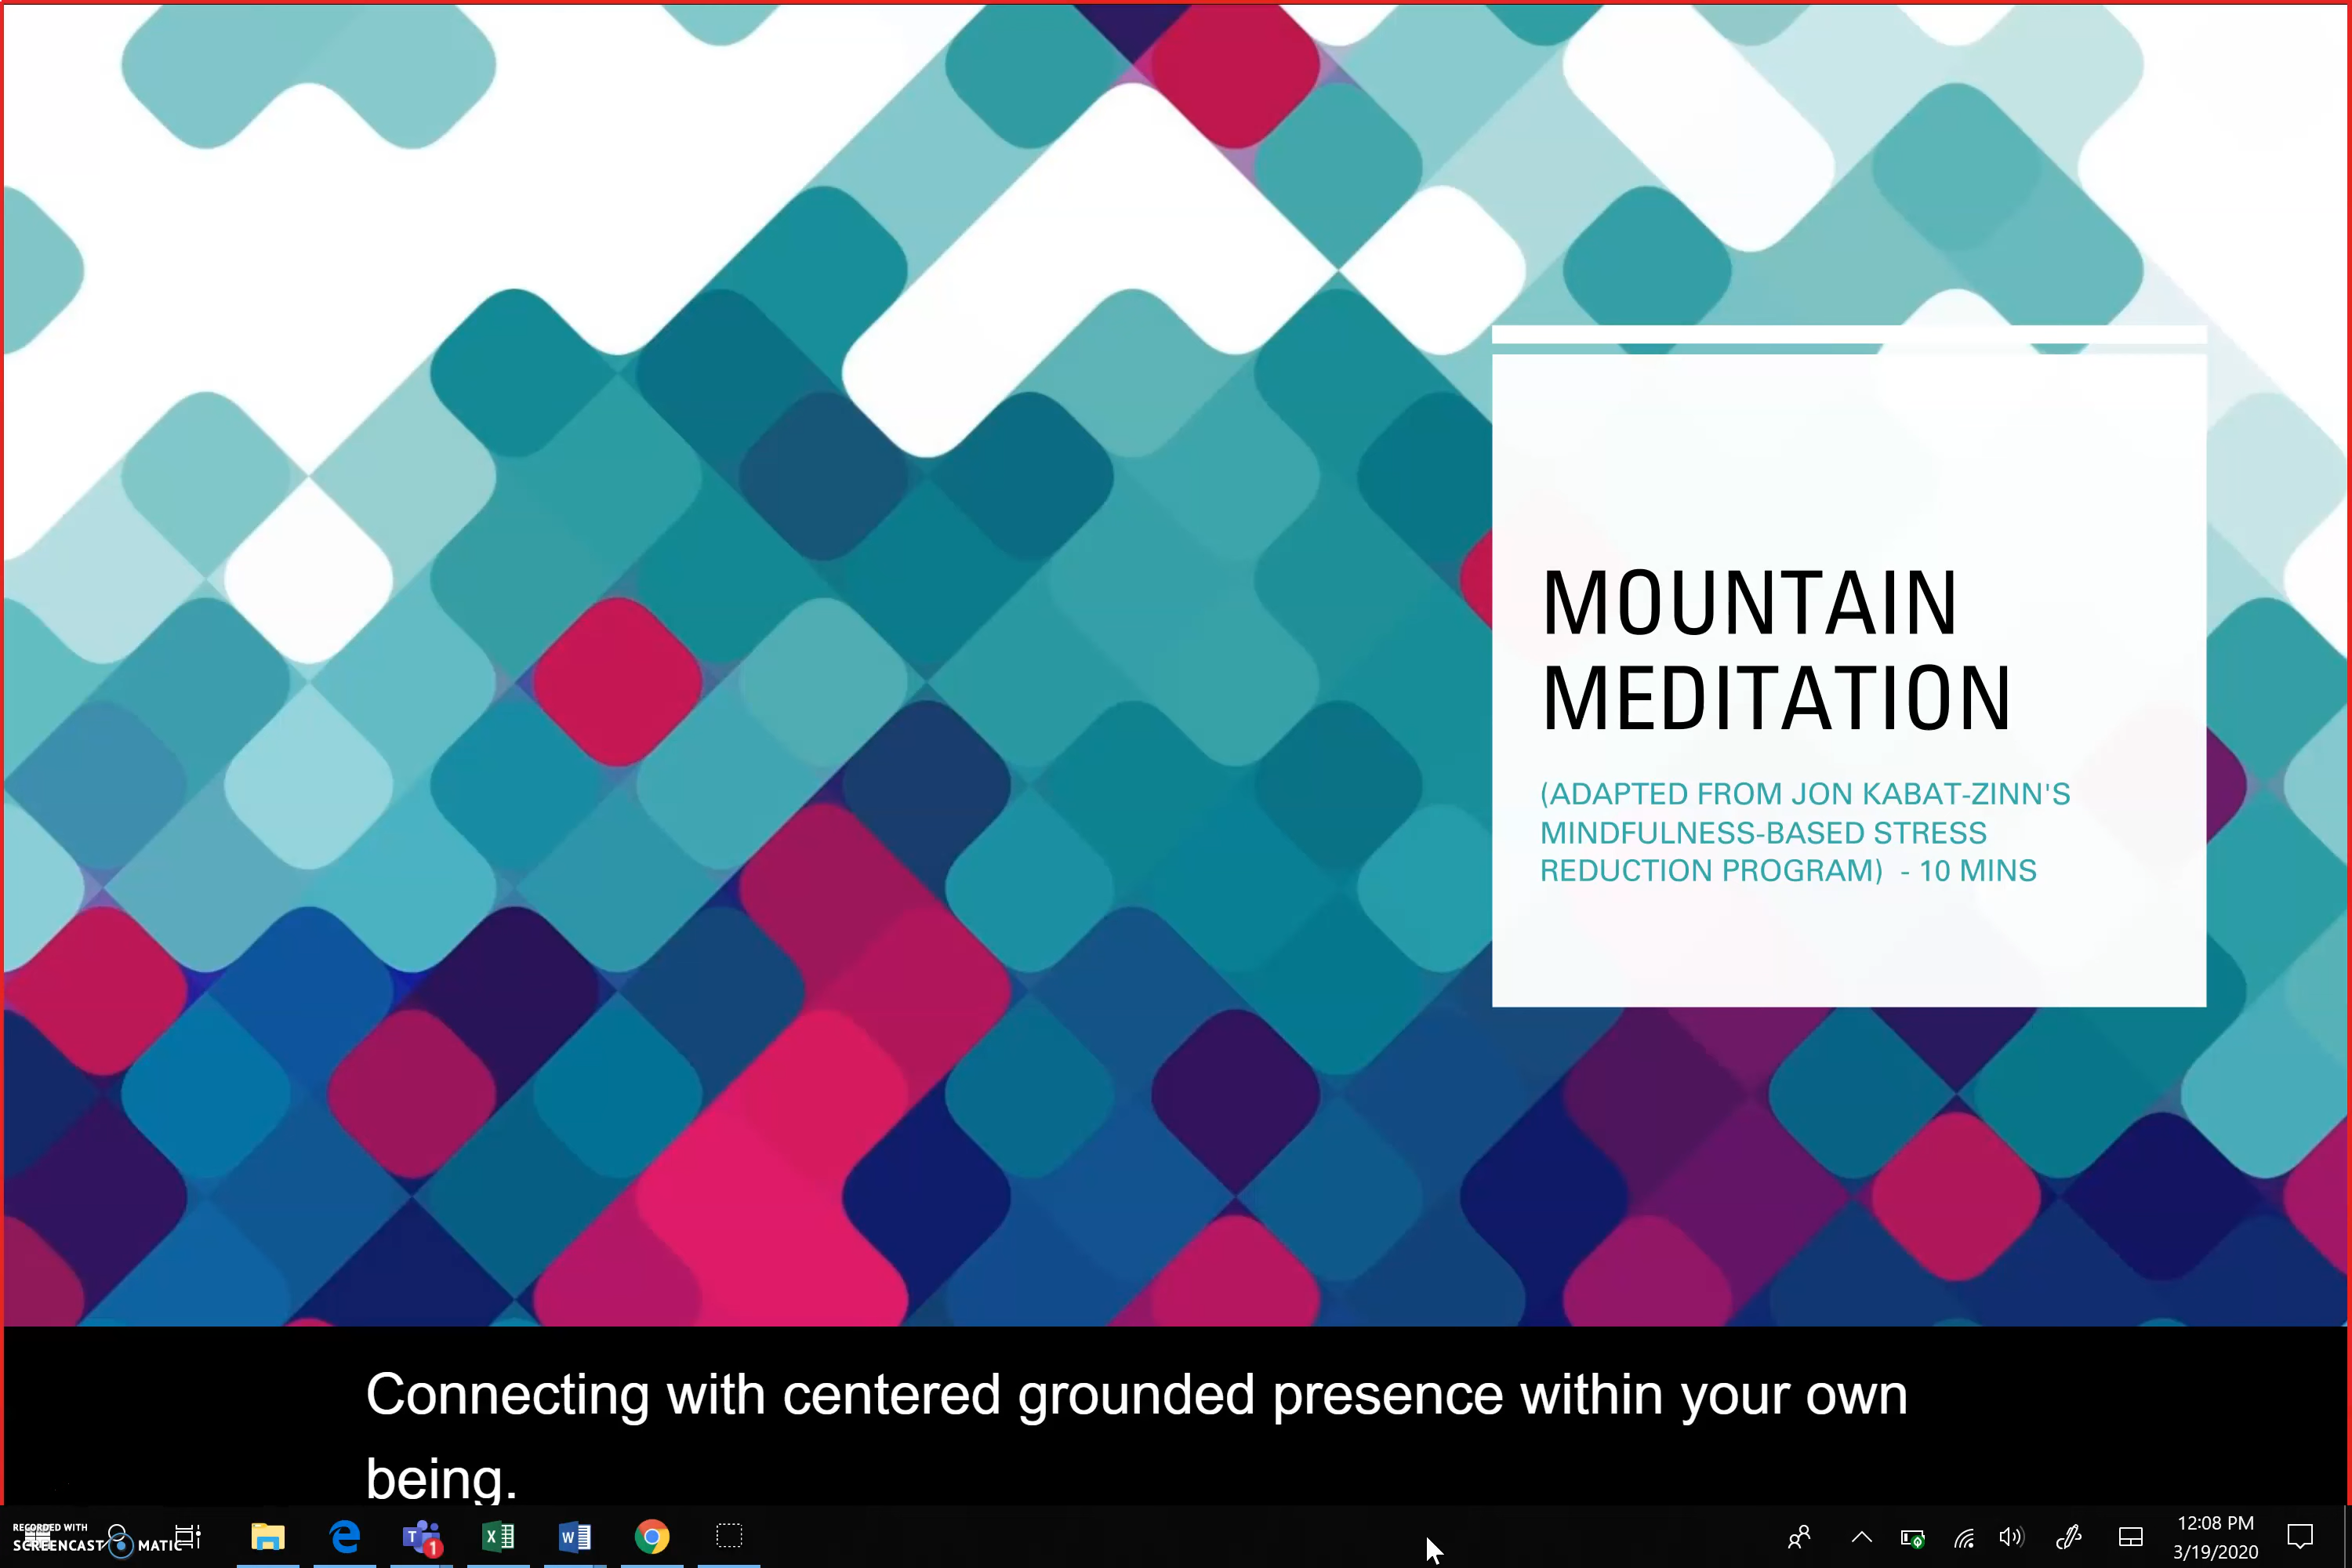 MOUNTAIN
MEDITATION
(ADAPTED FROM JON KABAT-ZINN'S
MINDFULNESS-BASED STRESS
REDUCTION PROGRAM)  - 10 MINS
Connecting with centered grounded presence within your own
being.
RECORDED WITH
SCREENCAST MATIC
T 1
X
W
12:08 PM
3/19/2020